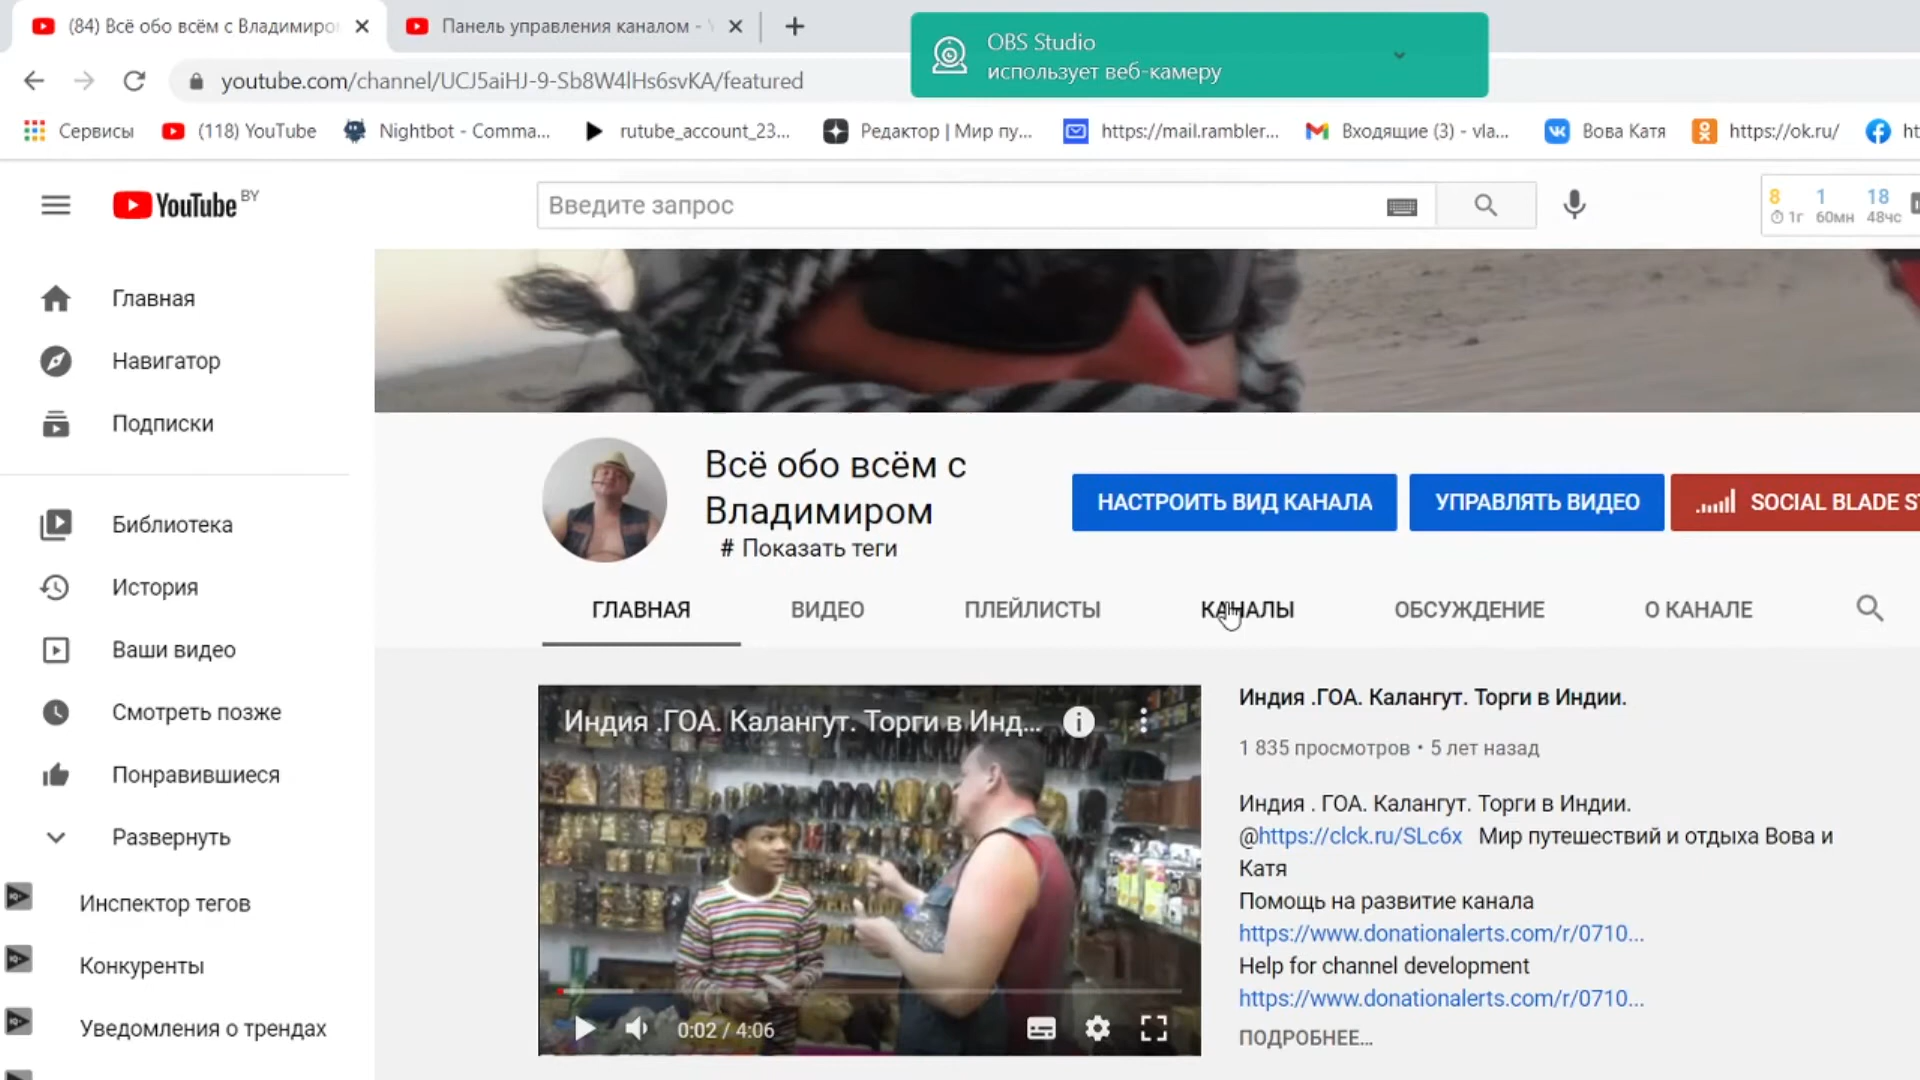 (84) Всё обо всём с Владимиро
Панель управления каналом -
OBS Studio
использует веб-камеру
youtube.com/channel/UCJ5aiHJ-9-Sb8W4lHs6svKA/featured
Сервисы
(118) YouTube
Nightbot - Comma...
rutube_account_23...
Редактор | Мир пу...
https://mail.rambler...
Входящие (3) - vla...
Вова Катя
https://ok.ru/
ht
YouTube BY
Введите запрос
8 1 18
1г 60мн 48чс
Главная
Навигатор
Подписки
Библиотека
История
Ваши видео
Смотреть позже
Понравившиеся
Развернуть
Инспектор тегов
Конкуренты
Уведомления о трендах
Всё обо всём с
Владимиром
# Показать теги
НАСТРОИТЬ ВИД КАНАЛА
УПРАВЛЯТЬ ВИДЕО
SOCIAL BLADE ST
ГЛАВНАЯ
ВИДЕО
ПЛЕЙЛИСТЫ
КАНАЛЫ
ОБСУЖДЕНИЕ
О КАНАЛЕ
Индия .ГОА. Калангут. Торги в Инд...
0:02 / 4:06
Индия .ГОА. Калангут. Торги в Индии.
1 835 просмотров • 5 лет назад
Индия . ГОА. Калангут. Торги в Индии.
@https://clck.ru/SLc6x Мир путешествий и отдыха Вова и
Катя
Помощь на развитие канала
https://www.donationalerts.com/r/0710...
Help for channel development
https://www.donationalerts.com/r/0710...
ПОДРОБНЕЕ...